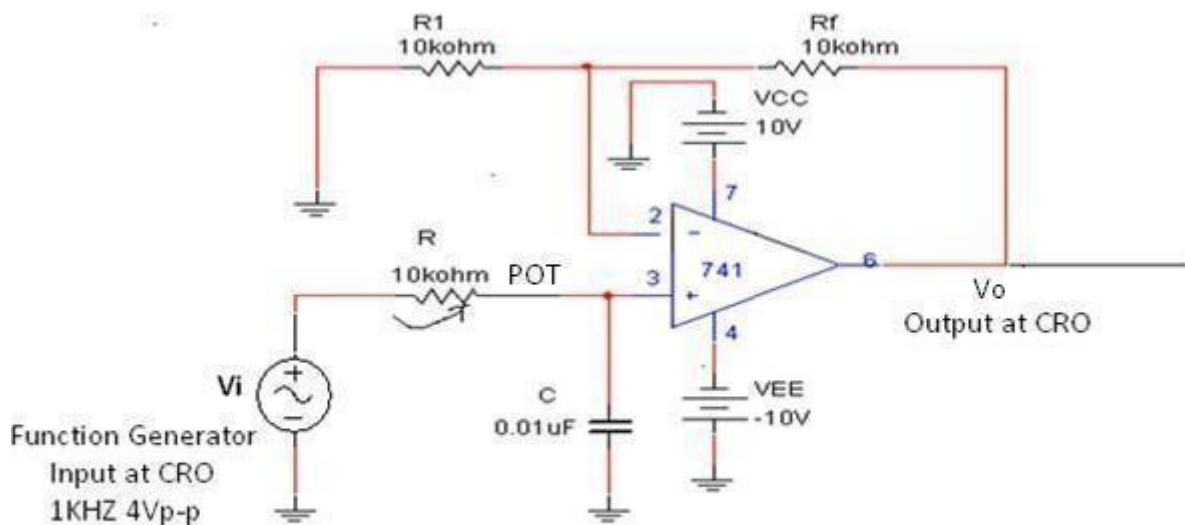 R1
10kohm
Rf
10kohm
VCC
10V
7
2
-
R
10kohm
POT
3
+
741
6
4
Vo
Output at CRO
Vi
+
-
C
0.01uF
VEE
-10V
Function Generator
Input at CRO
1KHZ 4Vp-p